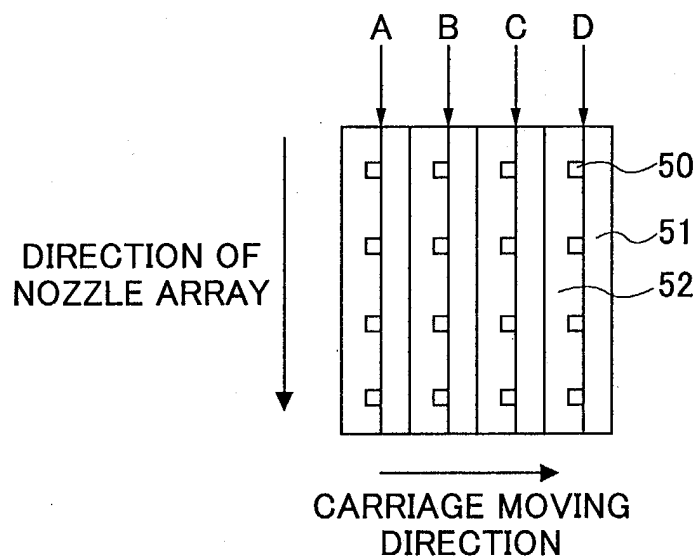 A B C D
50
51
52
DIRECTION OF
NOZZLE ARRAY
CARRIAGE MOVING
DIRECTION